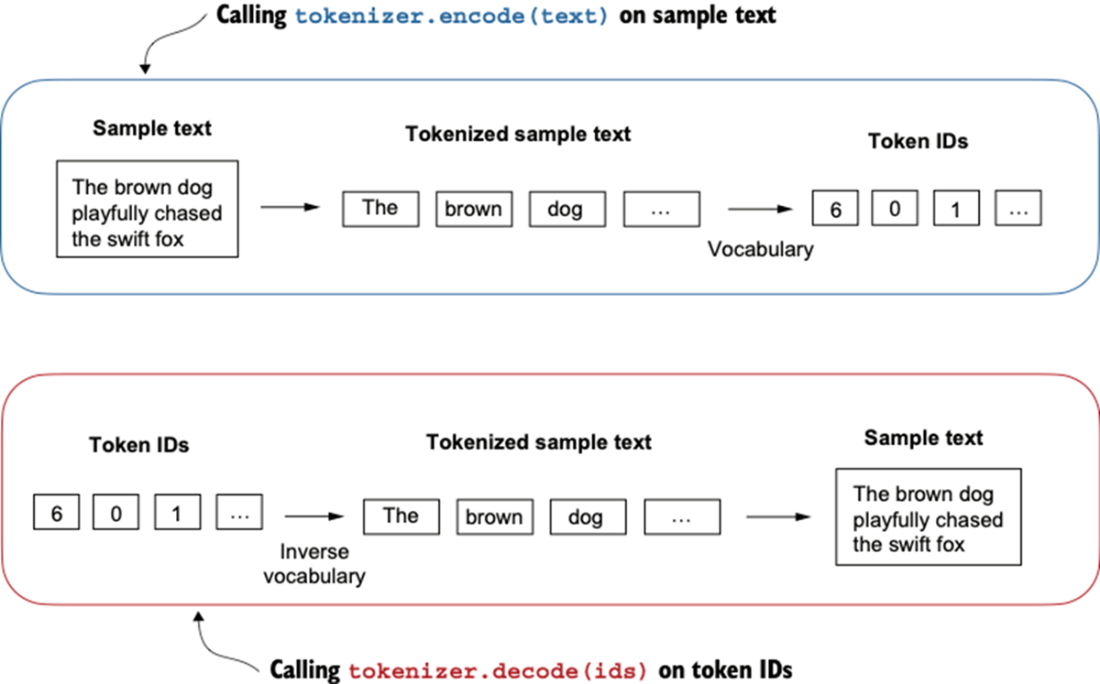 Calling tokenizer.encode(text) on sample text
Sample text
Tokenized sample text
Token IDs
The brown dog
playfully chased
the swift fox
The
brown
dog
...
Vocabulary
6
0
1
...
Token IDs
Tokenized sample text
Sample text
6
0
1
...
Inverse
vocabulary
The
brown
dog
...
The brown dog
playfully chased
the swift fox
Calling tokenizer.decode(ids) on token IDs